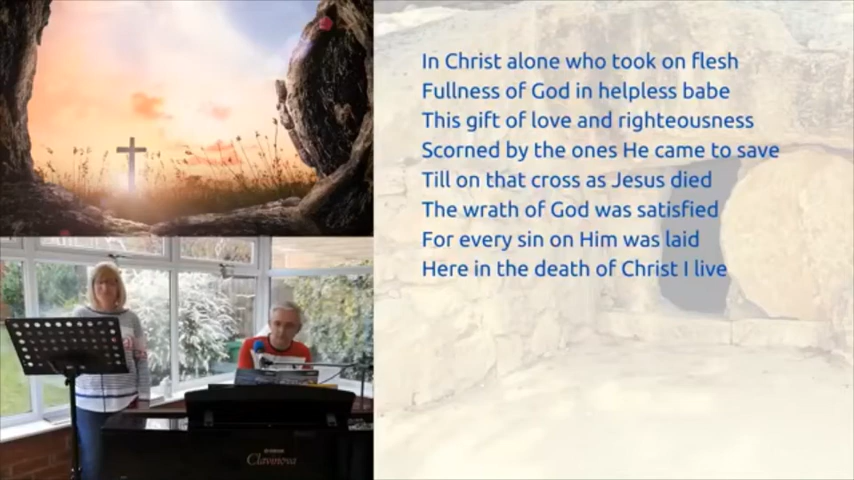 In Christ alone who took on flesh
Fullness of God in helpless babe
This gift of love and righteousness
Scorned by the ones He came to save
Till on that cross as Jesus died
The wrath of God was satisfied
For every sin on Him was laid
Here in the death of Christ I live
Clavinova